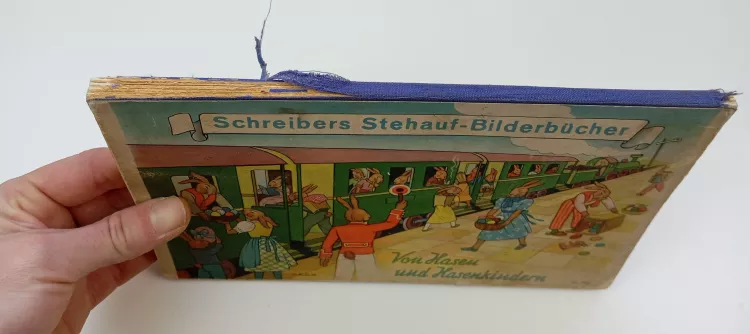 Schreibers Stehauf-Bilderbücher
Von Hasen
und Hasenkindern